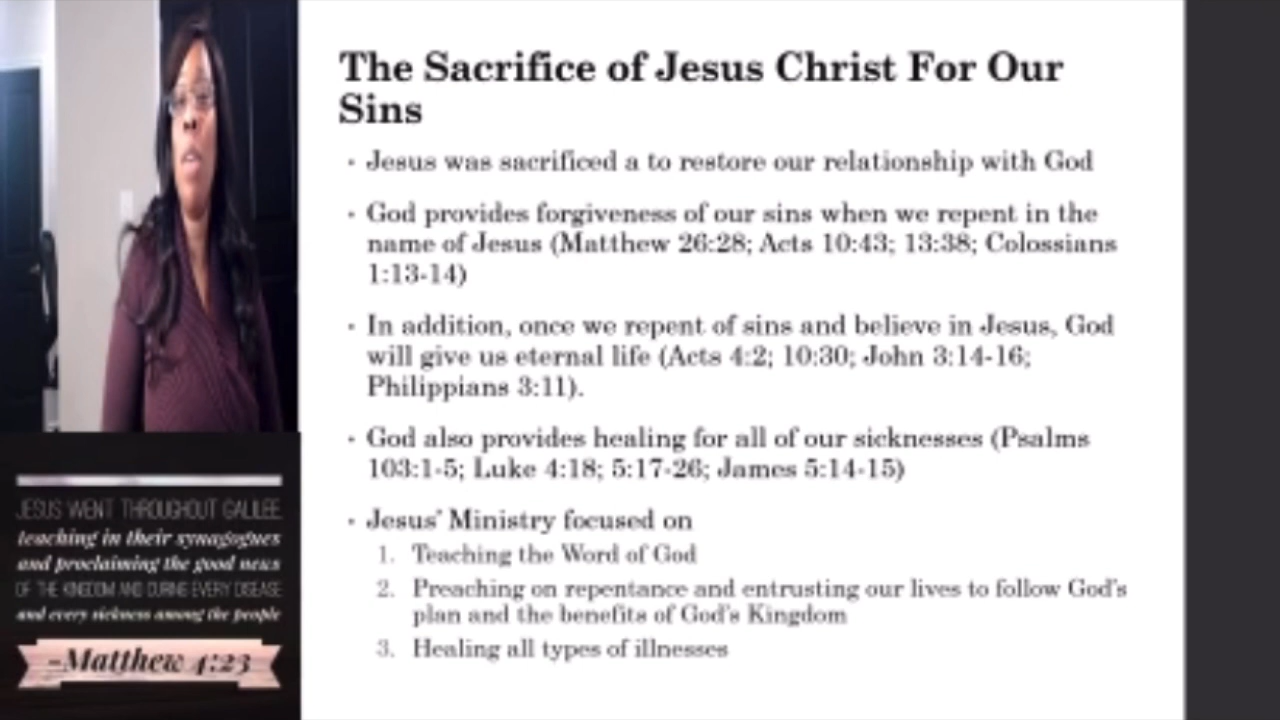 The Sacrifice of Jesus Christ For Our
Sins
• Jesus was sacrificed a to restore our relationship with God
• God provides forgiveness of our sins when we repent in the
name of Jesus (Matthew 26:28; Acts 10:43; 13:38; Colossians
1:13-14)
• In addition, once we repent of sins and believe in Jesus, God
will give us eternal life (Acts 4:2; 10:30; John 3:14-16;
Philippians 3:11).
• God also provides healing for all of our sicknesses (Psalms
103:1-5; Luke 4:18; 5:17-26; James 5:14-15)
• Jesus' Ministry focused on
1. Teaching the Word of God
2. Preaching on repentance and entrusting our lives to follow God's
plan and the benefits of God's Kingdom
3. Healing all types of illnesses
JESUS WENT THROUGHOUT GALILEE,
teaching in their synagogues
and proclaiming the good news
OF THE KINGDOM AND CURING EVERY DISEASE
and every sickness among the people
-Matthew 4:23